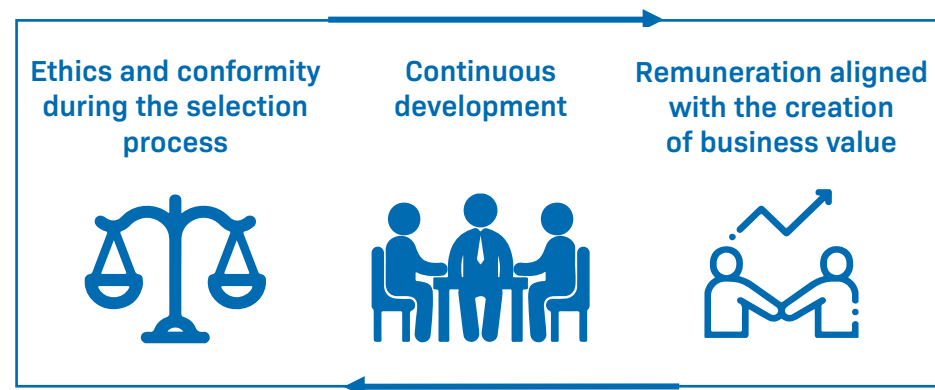 Ethics and conformity
during the selection
process
Continuous
development
Remuneration aligned
with the creation
of business value